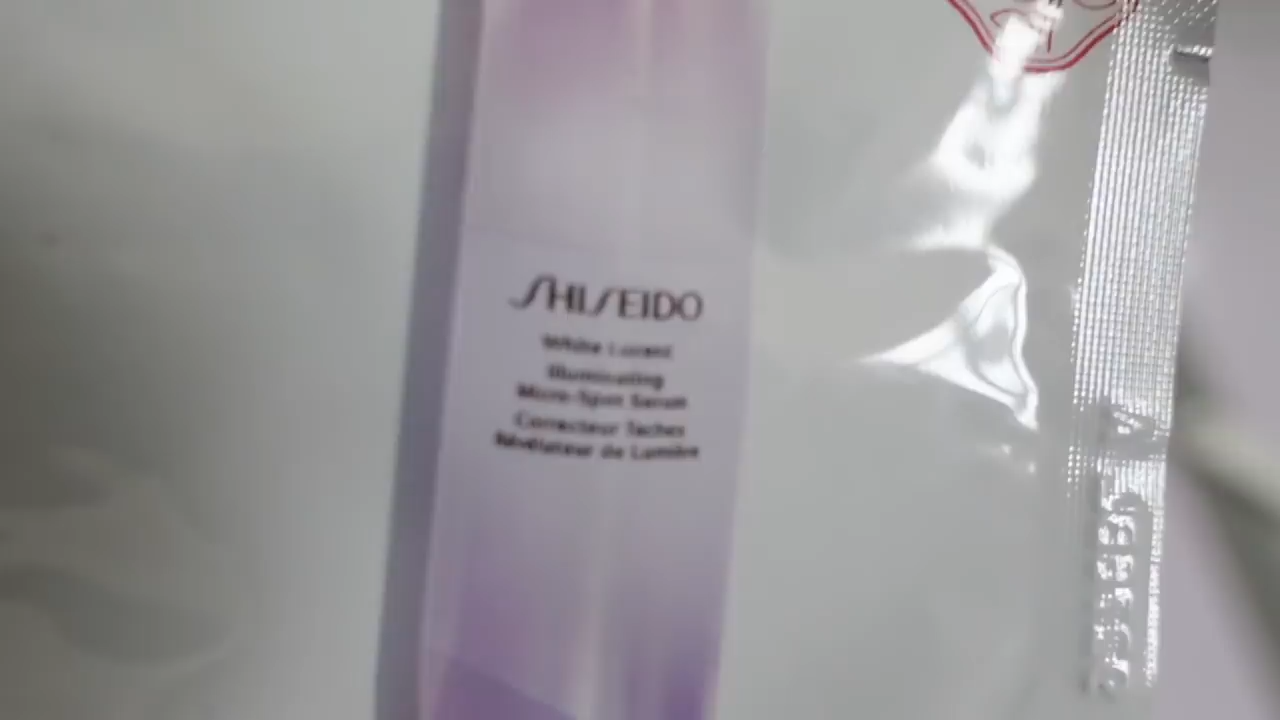 SHISEIDO
White Lucent
Illuminating
Micro-Spot Serum
Correcteur Taches
Révélateur de Lumière